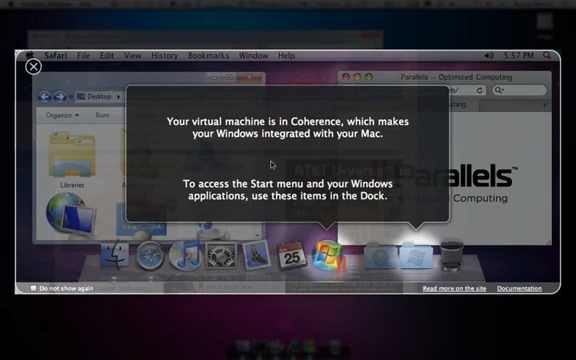 Safari File Edit View History Bookmarks Window Help 5:57 PM
Parallels - Optimized Computing
Desktop
Organize Burn
Your virtual machine is in Coherence, which makes
your Windows integrated with your Mac.
Libraries
To access the Start menu and your Windows
applications, use these items in the Dock.
Parallels™
Computing
25
Do not show again Read more on the site Documentation